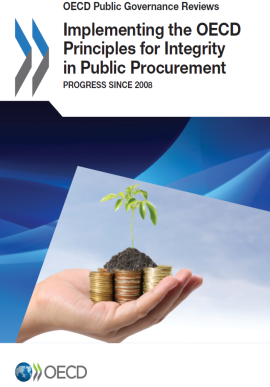 OECD Public Governance Reviews
Implementing the OECD
Principles for Integrity
in Public Procurement
PROGRESS SINCE 2008
OECD